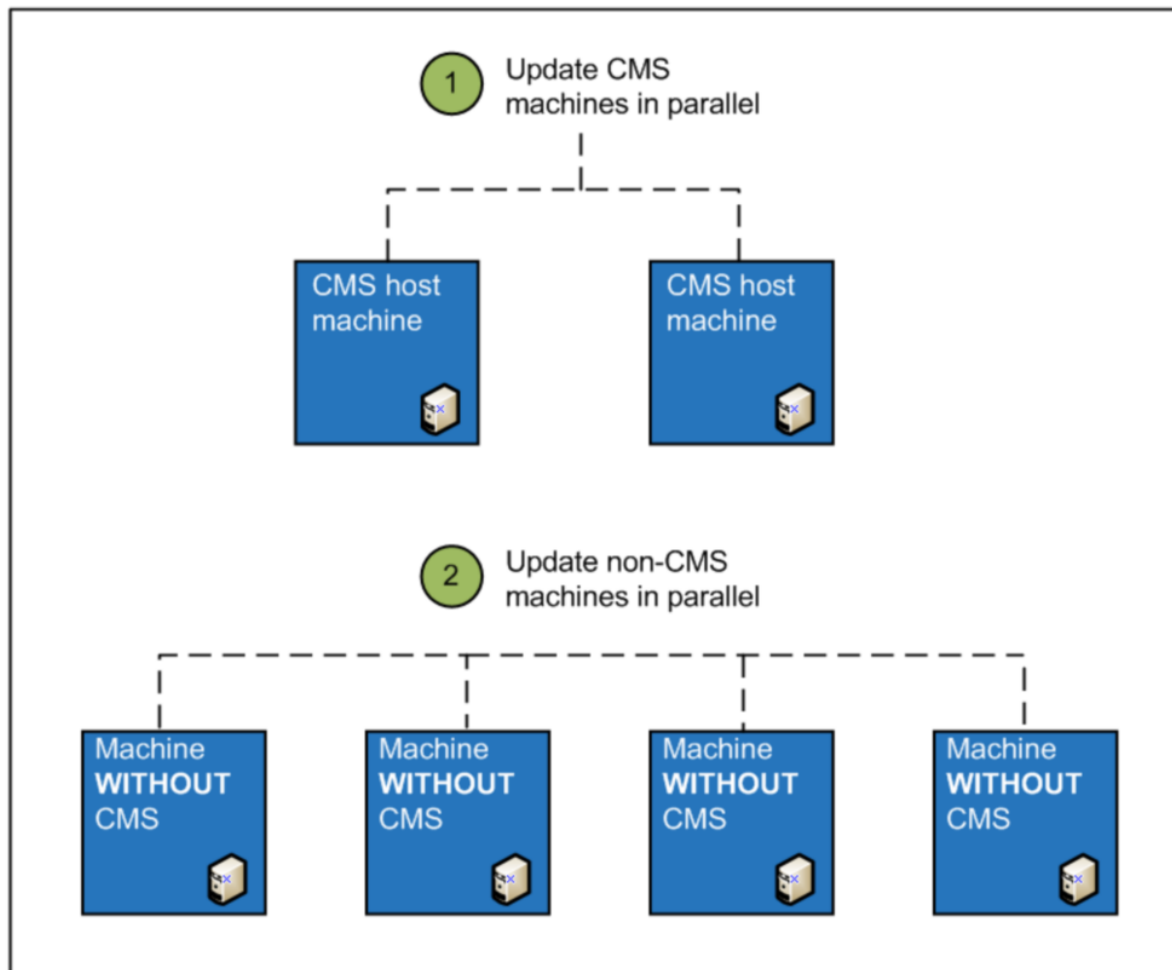 1
Update CMS
machines in parallel
CMS host
machine
CMS host
machine
2
Update non-CMS
machines in parallel
Machine
WITHOUT
CMS
Machine
WITHOUT
CMS
Machine
WITHOUT
CMS
Machine
WITHOUT
CMS